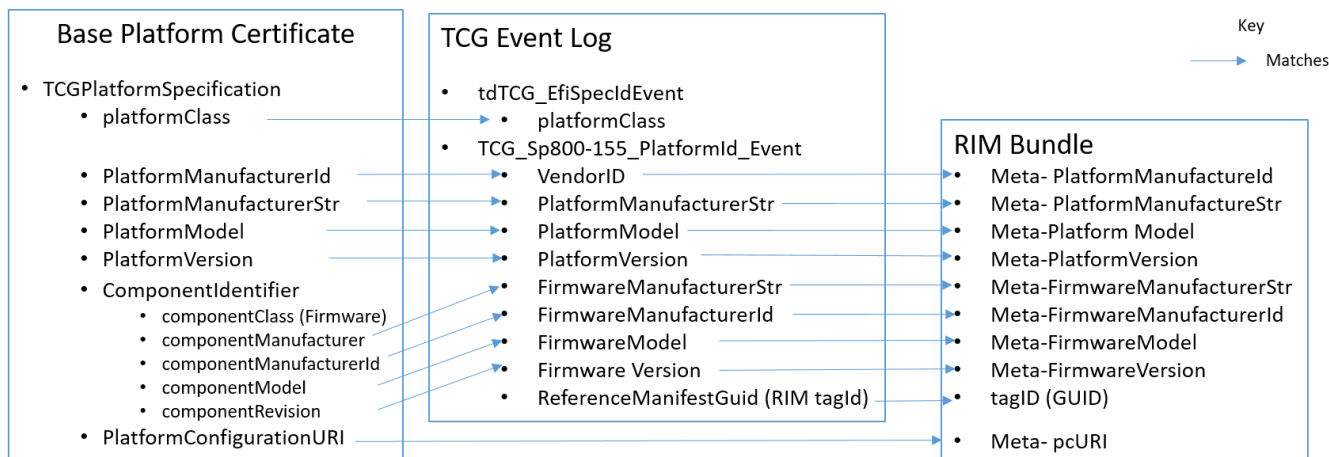 Base Platform Certificate
• TCGPlatformSpecification
• platformClass
• PlatformManufacturerId
• PlatformManufacturerStr
• PlatformModel
• PlatformVersion
• ComponentIdentifier
• componentClass (Firmware)
• componentManufacturer
• componentManufacturerId
• componentModel
• componentRevision
• PlatformConfigurationURI
TCG Event Log
• tdTCG_EfiSpecIdEvent
• platformClass
• TCG_Sp800-155_PlatformId_Event
• VendorID
• PlatformManufacturerStr
• PlatformModel
• PlatformVersion
• FirmwareManufacturerStr
• FirmwareManufacturerId
• FirmwareModel
• Firmware Version
• ReferenceManifestGuid (RIM tagId)
Key
Matches
RIM Bundle
• Meta- PlatformManufactureId
• Meta- PlatformManufactureStr
• Meta-Platform Model
• Meta-PlatformVersion
• Meta-FirmwareManufacturerStr
• Meta-FirmwareManufacturerId
• Meta-FirmwareModel
• Meta-FirmwareVersion
• tagID (GUID)
• Meta- pcURI